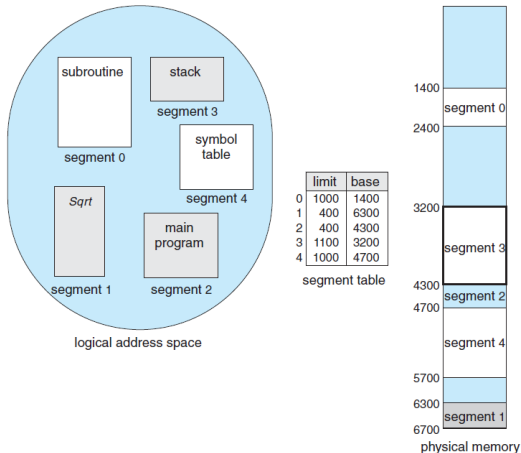 subroutine
segment 0
stack
segment 3
symbol
table
segment 4
Sqrt
segment 1
main
program
segment 2
logical address space
limit base
0 1000 1400
1 400 6300
2 400 4300
3 1100 3200
4 1000 4700
segment table
1400
segment 0
2400
3200
segment 3
4300
segment 2
4700
segment 4
5700
6300
segment 1
6700
physical memory